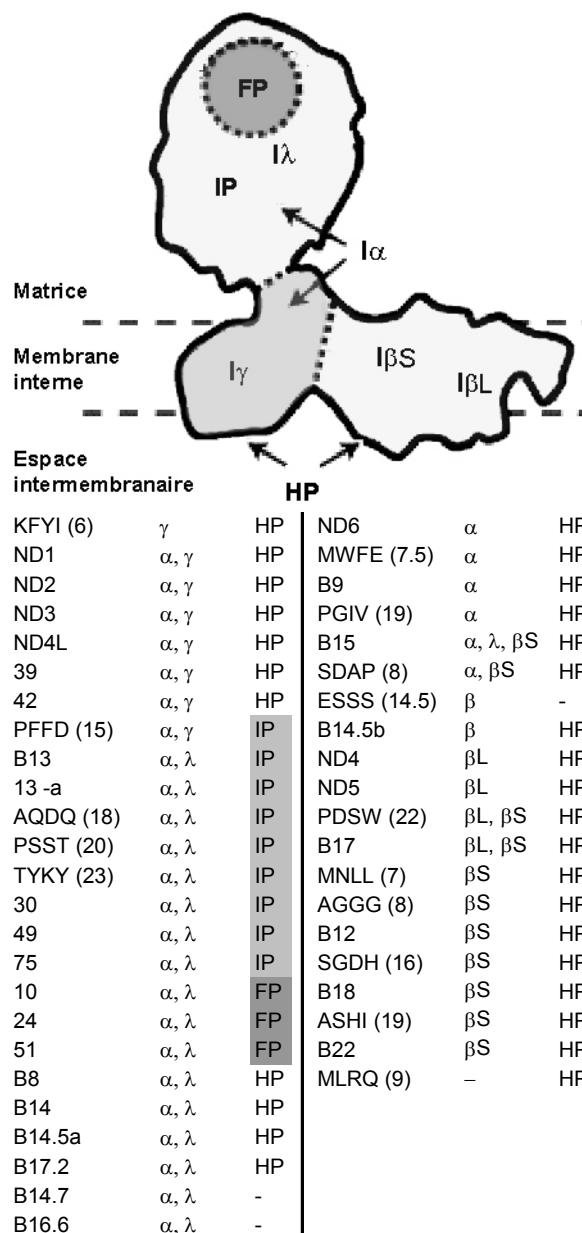 FP
Iλ
IP
Iα
Matrice
Membrane
interne
Iγ
IβS
IβL
Espace
intermembranaire
HP
KFYI (6) γ HP
ND1 α, γ HP
ND2 α, γ HP
ND3 α, γ HP
ND4L α, γ HP
39 α, γ HP
42 α, γ HP
PFFD (15) α, γ IP
B13 α, λ IP
13 -a α, λ IP
AQDQ (18) α, λ IP
PSST (20) α, λ IP
TYKY (23) α, λ IP
30 α, λ IP
49 α, λ IP
75 α, λ IP
10 α, λ FP
24 α, λ FP
51 α, λ FP
B8 α, λ HP
B14 α, λ HP
B14.5a α, λ HP
B17.2 α, λ HP
B14.7 α, λ -
B16.6 α, λ -
ND6 α HP
MWFE (7.5) α HP
B9 α HP
PGIV (19) α HP
B15 α, λ, βS HP
SDAP (8) α, βS HP
ESSS (14.5) β -
B14.5b β HP
ND4 βL HP
ND5 βL HP
PDSW (22) βL, βS HP
B17 βL, βS HP
MNLL (7) βS HP
AGGG (8) βS HP
B12 βS HP
SGDH (16) βS HP
B18 βS HP
ASHI (19) βS HP
B22 βS HP
MLRQ (9) – HP